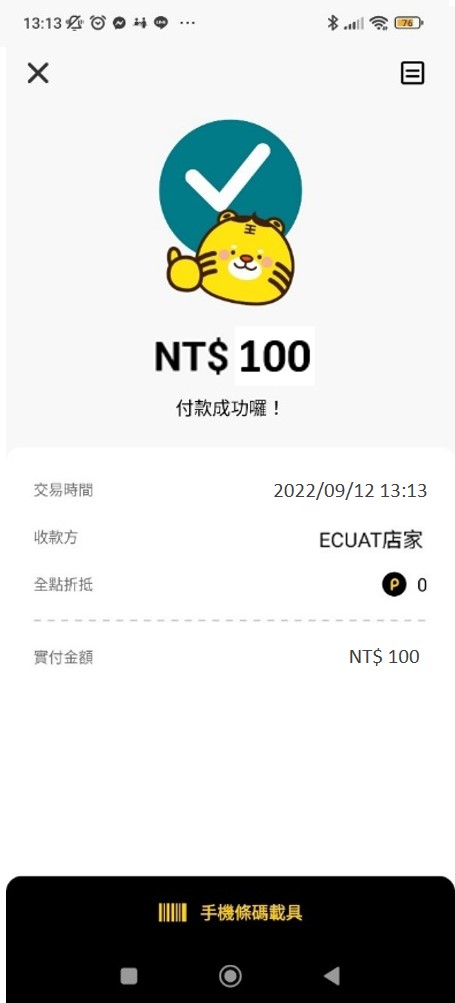 13:13
76
王
NT$ 100
付款成功囉！
交易時間 2022/09/12 13:13
收款方 ECUAT店家
全點折抵 P 0
實付金額 NT$ 100
手機條碼載具